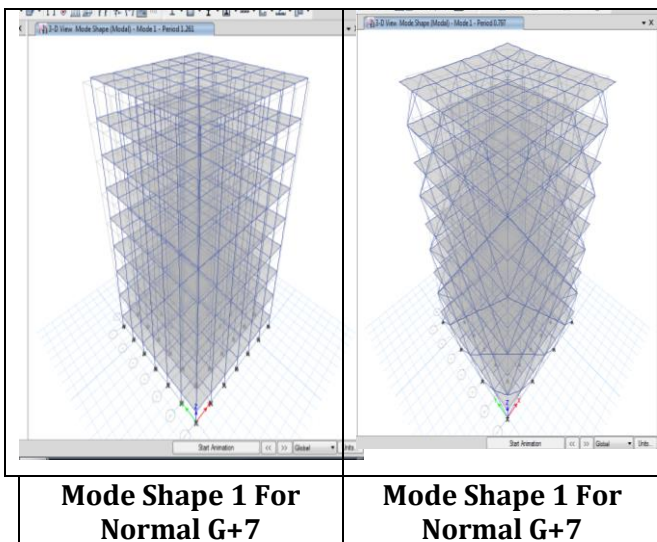 3-D View Mode Shape (Modal) - Mode 1 - Period 1.261
3-D View Mode Shape (Modal) - Mode 1 - Period 0.787
Start Animation << >> Global Units...
Start Animation << >> Global Units...
Mode Shape 1 For
Normal G+7
Mode Shape 1 For
Normal G+7